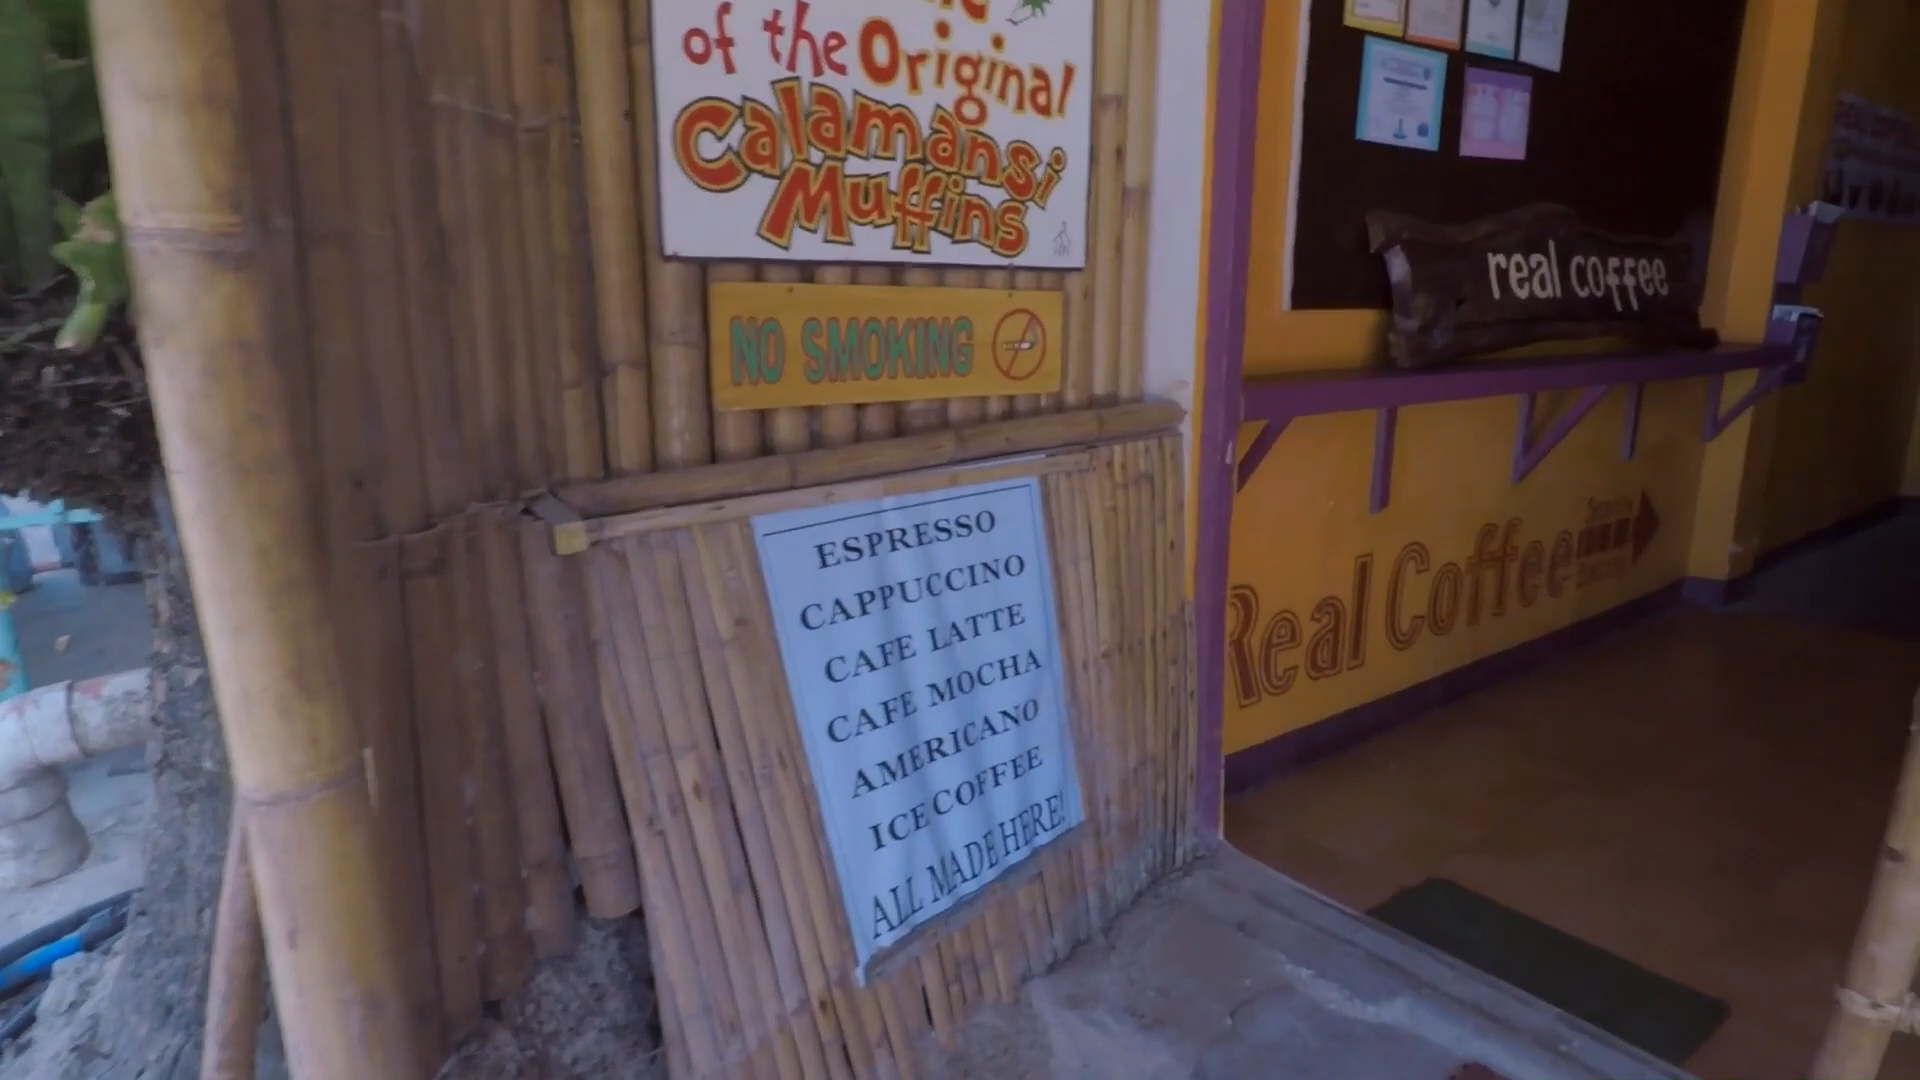 of the Original
Calamansi
Muffins
NO SMOKING
ESPRESSO
CAPPUCCINO
CAFE LATTE
CAFE MOCHA
AMERICANO
ICE COFFEE
ALL MADE HERE!
real coffee
Real Coffee